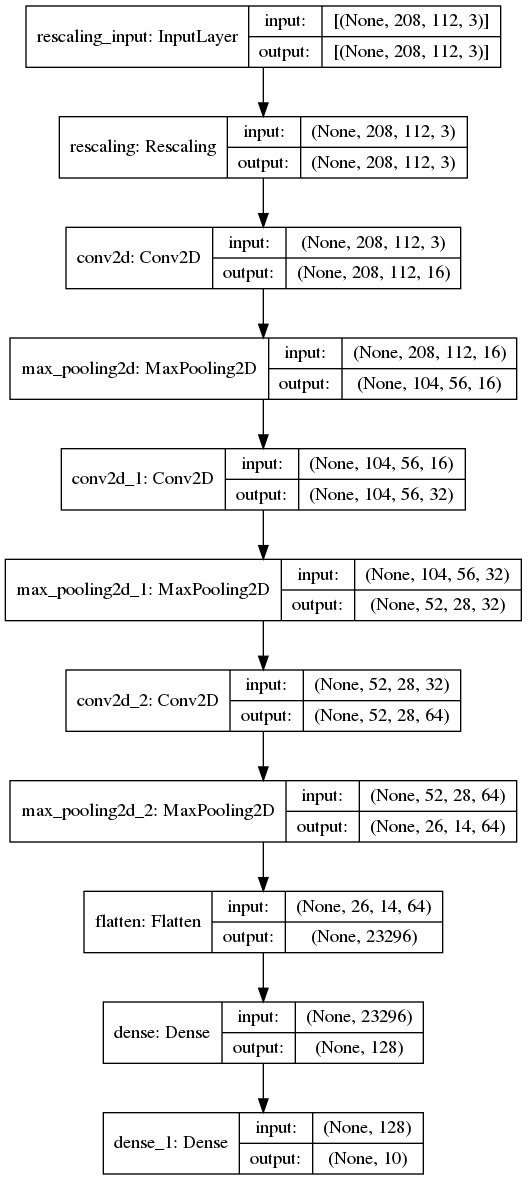 rescaling_input: InputLayer
input: [(None, 208, 112, 3)]
output: [(None, 208, 112, 3)]
rescaling: Rescaling
input: (None, 208, 112, 3)
output: (None, 208, 112, 3)
conv2d: Conv2D
input: (None, 208, 112, 3)
output: (None, 208, 112, 16)
max_pooling2d: MaxPooling2D
input: (None, 208, 112, 16)
output: (None, 104, 56, 16)
conv2d_1: Conv2D
input: (None, 104, 56, 16)
output: (None, 104, 56, 32)
max_pooling2d_1: MaxPooling2D
input: (None, 104, 56, 32)
output: (None, 52, 28, 32)
conv2d_2: Conv2D
input: (None, 52, 28, 32)
output: (None, 52, 28, 64)
max_pooling2d_2: MaxPooling2D
input: (None, 52, 28, 64)
output: (None, 26, 14, 64)
flatten: Flatten
input: (None, 26, 14, 64)
output: (None, 23296)
dense: Dense
input: (None, 23296)
output: (None, 128)
dense_1: Dense
input: (None, 128)
output: (None, 10)